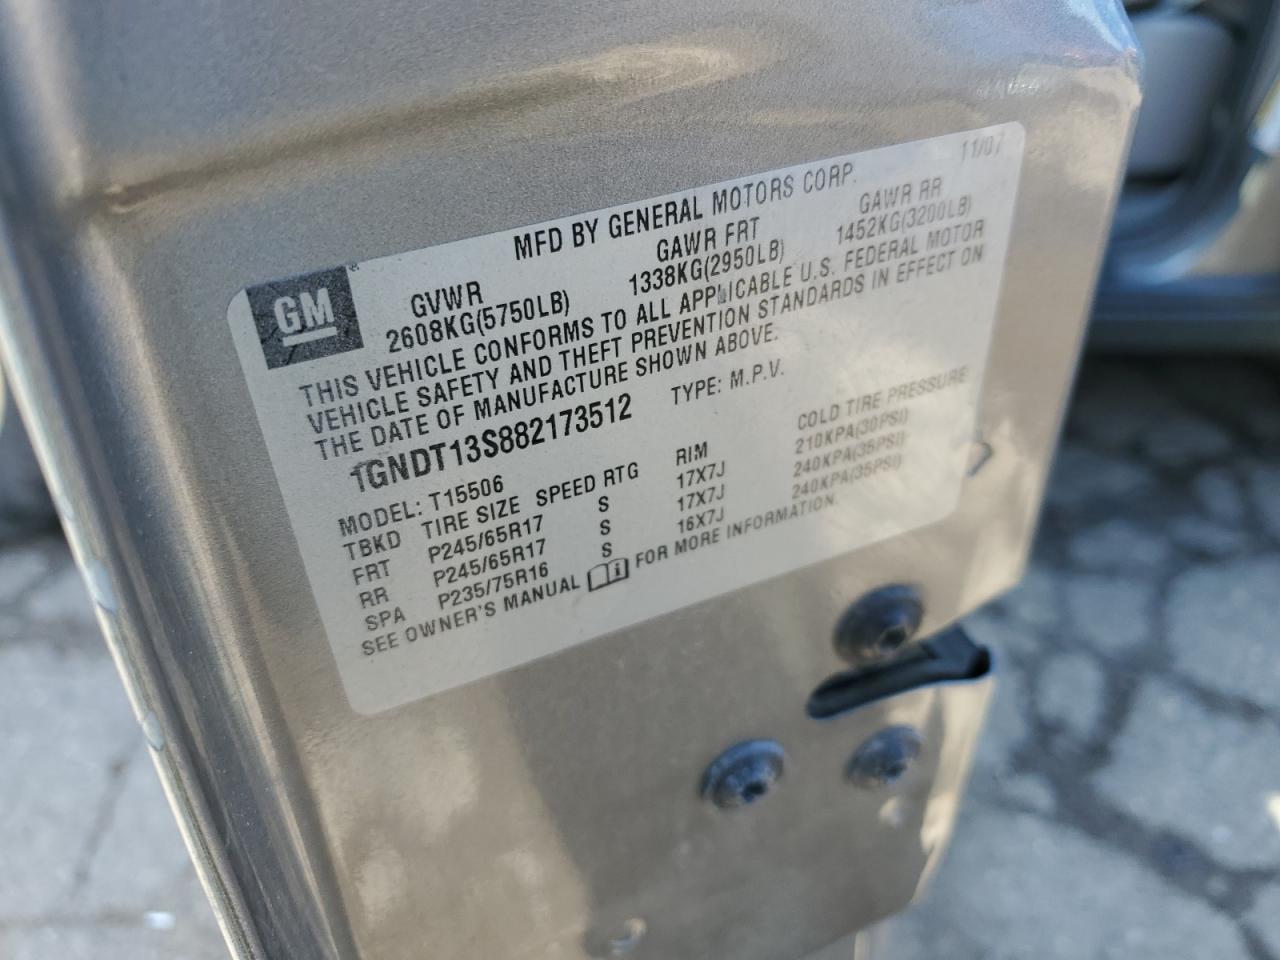 MFD BY GENERAL MOTORS CORP. 11/07
GM
GVWR GAWR FRT GAWR RR
2608KG(5750LB) 1338KG(2950LB) 1452KG(3200LB)
THIS VEHICLE CONFORMS TO ALL APPLICABLE U.S. FEDERAL MOTOR
VEHICLE SAFETY AND THEFT PREVENTION STANDARDS IN EFFECT ON
THE DATE OF MANUFACTURE SHOWN ABOVE.
1GNDT13S882173512 TYPE: M.P.V.
MODEL: T15506
TBKD TIRE SIZE SPEED RTG RIM COLD TIRE PRESSURE
FRT P245/65R17 S 17X7J 210KPA(30PSI)
RR P245/65R17 S 17X7J 240KPA(35PSI)
SPA P235/75R16 S 16X7J 240KPA(35PSI)
SEE OWNER'S MANUAL FOR MORE INFORMATION.